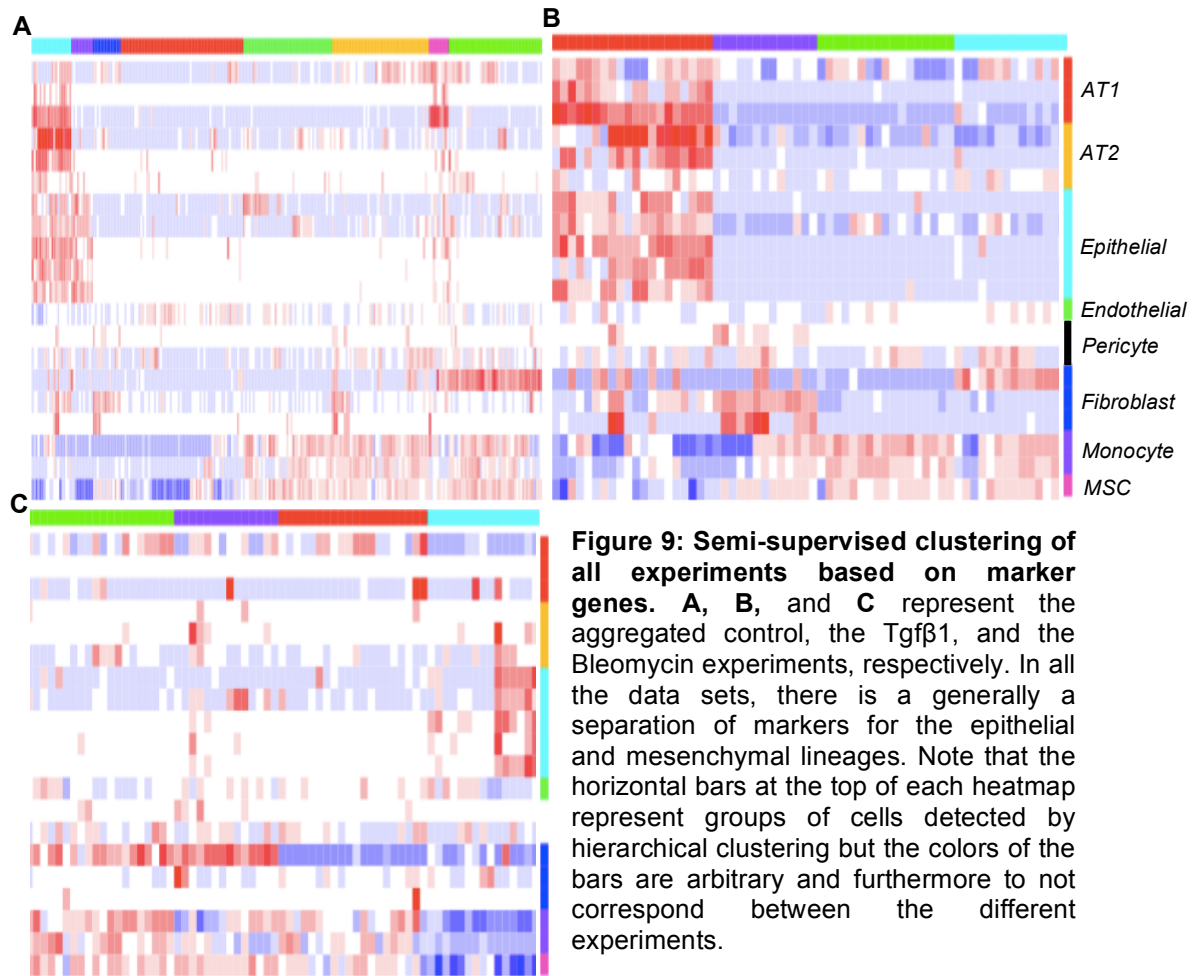 A
B
AT1
AT2
Epithelial
Endothelial
Pericyte
Fibroblast
Monocyte
MSC
C
Figure 9: Semi-supervised clustering of
all experiments based on marker
genes. A, B, and C represent the
aggregated control, the Tgfβ1, and the
Bleomycin experiments, respectively. In all
the data sets, there is a generally a
separation of markers for the epithelial
and mesenchymal lineages. Note that the
horizontal bars at the top of each heatmap
represent groups of cells detected by
hierarchical clustering but the colors of the
bars are arbitrary and furthermore to not
correspond between the different
experiments.